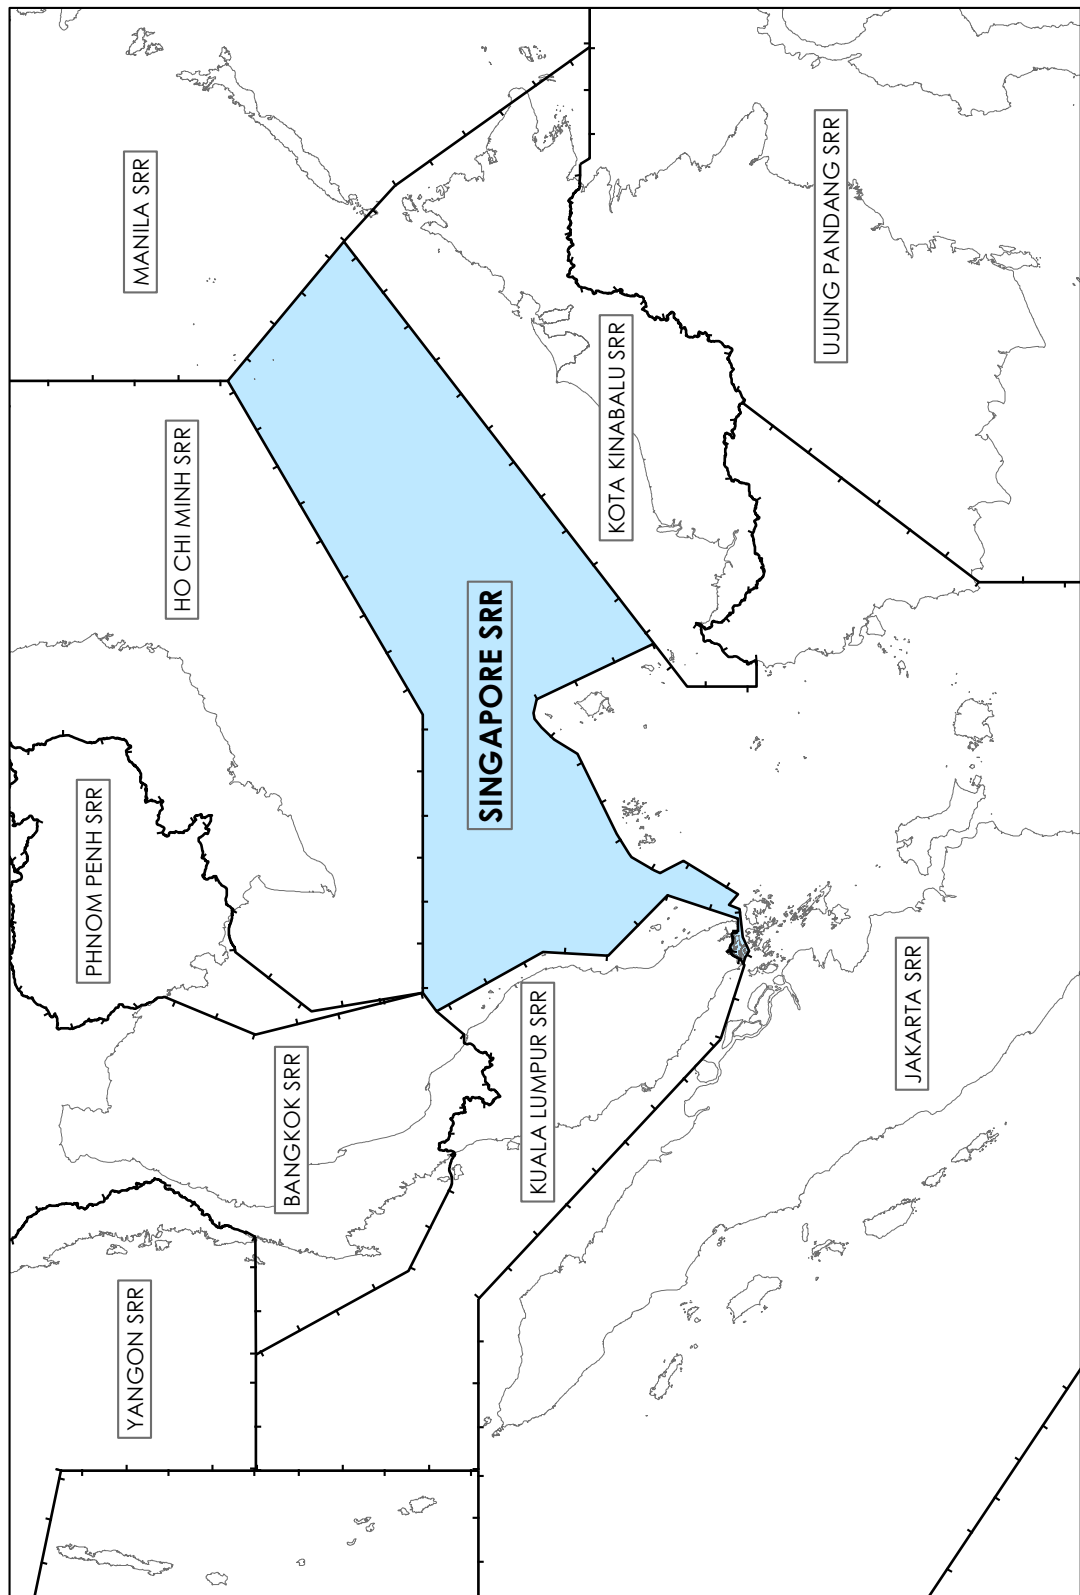 MANILA SRR
HO CHI MINH SRR
PHNOM PENH SRR
YANGON SRR
BANGKOK SRR
SINGAPORE SRR
KUALA LUMPUR SRR
KOTA KINABALU SRR
UJUNG PANDANG SRR
JAKARTA SRR